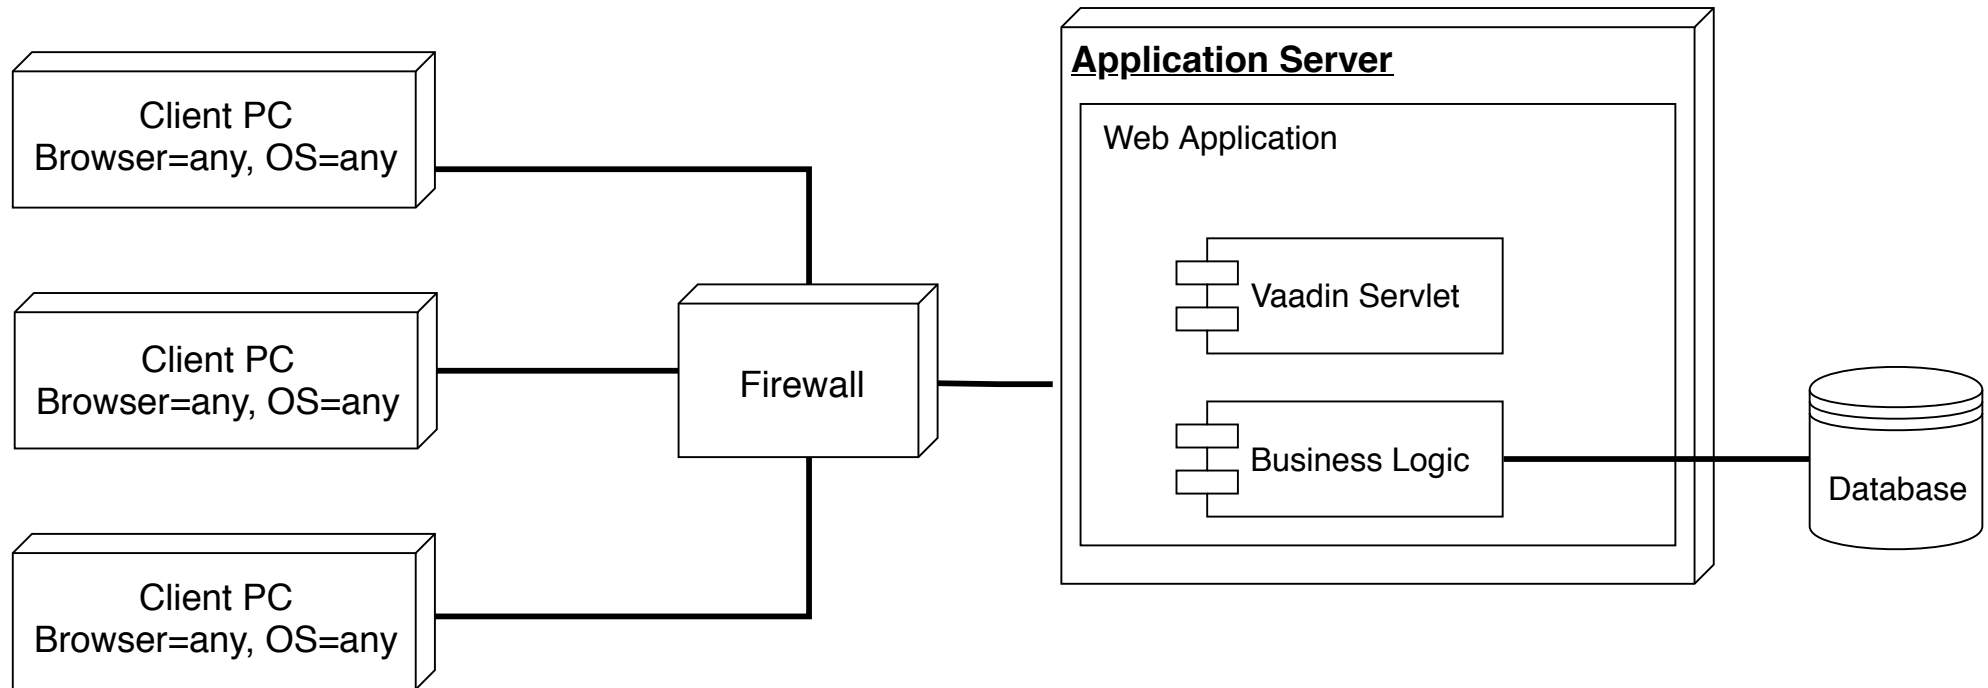 Client PC
Browser=any, OS=any
Client PC
Browser=any, OS=any
Client PC
Browser=any, OS=any
Firewall
Application Server
Web Application
Vaadin Servlet
Business Logic
Database